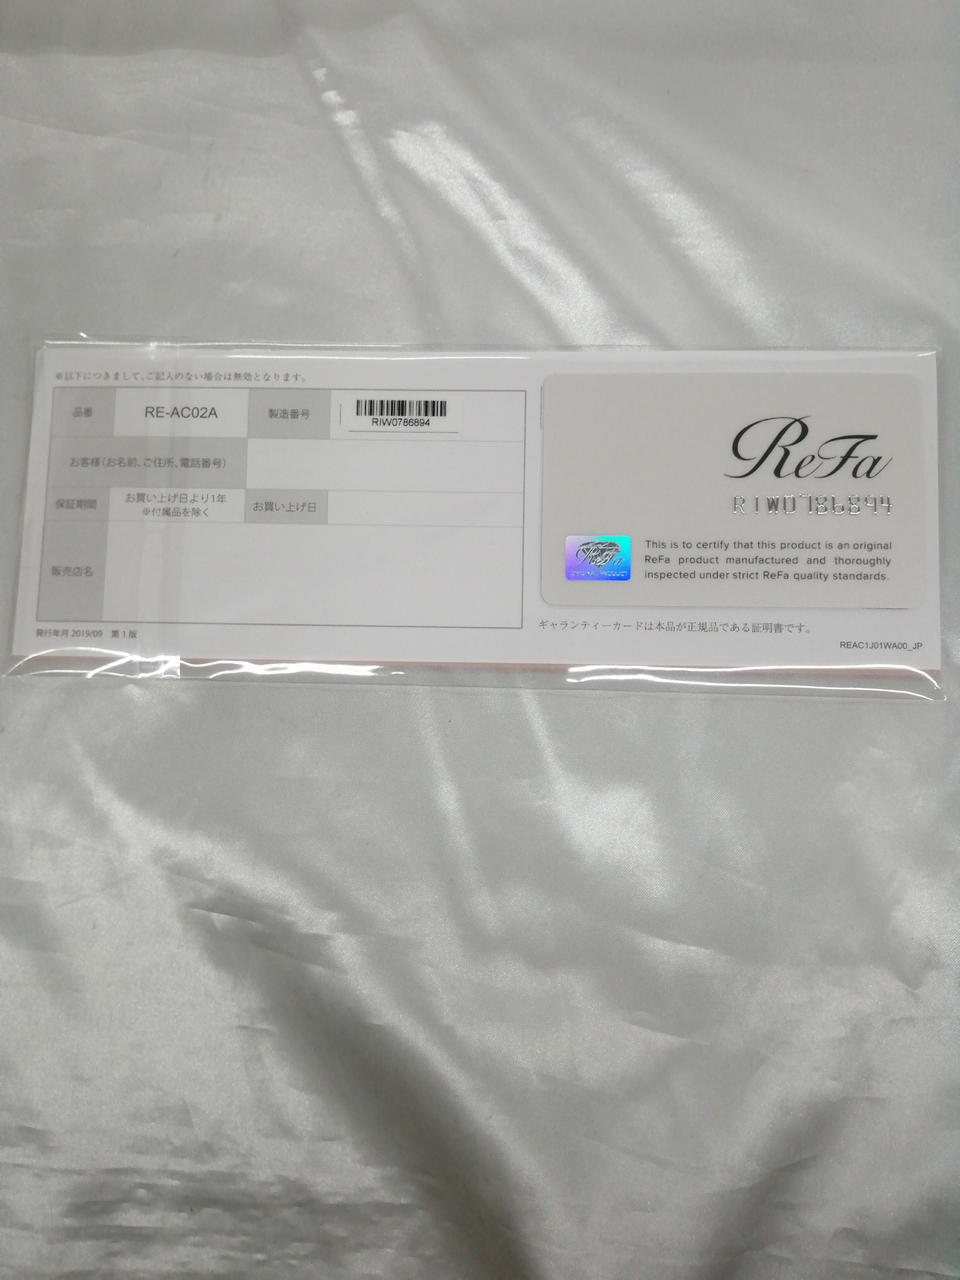 ※以下につきまして、ご記入のない場合は無効となります。
品番 RE-AC02A 製造番号 RIW0786894
お客様(お名前、ご住所、電話番号)
保証期間 お買い上げ日より1年 ※付属品を除く お買い上げ日
販売店名
発行年月 2019/09 第1版
ReFa
RIW0786894
ReFa
ORIGINAL PRODUCT
This is to certify that this product is an original
ReFa product manufactured and thoroughly
inspected under strict ReFa quality standards.
ギャランティーカードは本品が正規品である証明書です。
REAC1J01WA00_JP